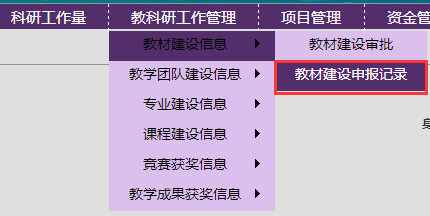 科研工作量 教科研工作管理 项目管理 资金管
教材建设信息 教材建设审批
教学团队建设信息 教材建设申报记录
专业建设信息
课程建设信息
竞赛获奖信息
教学成果获奖信息